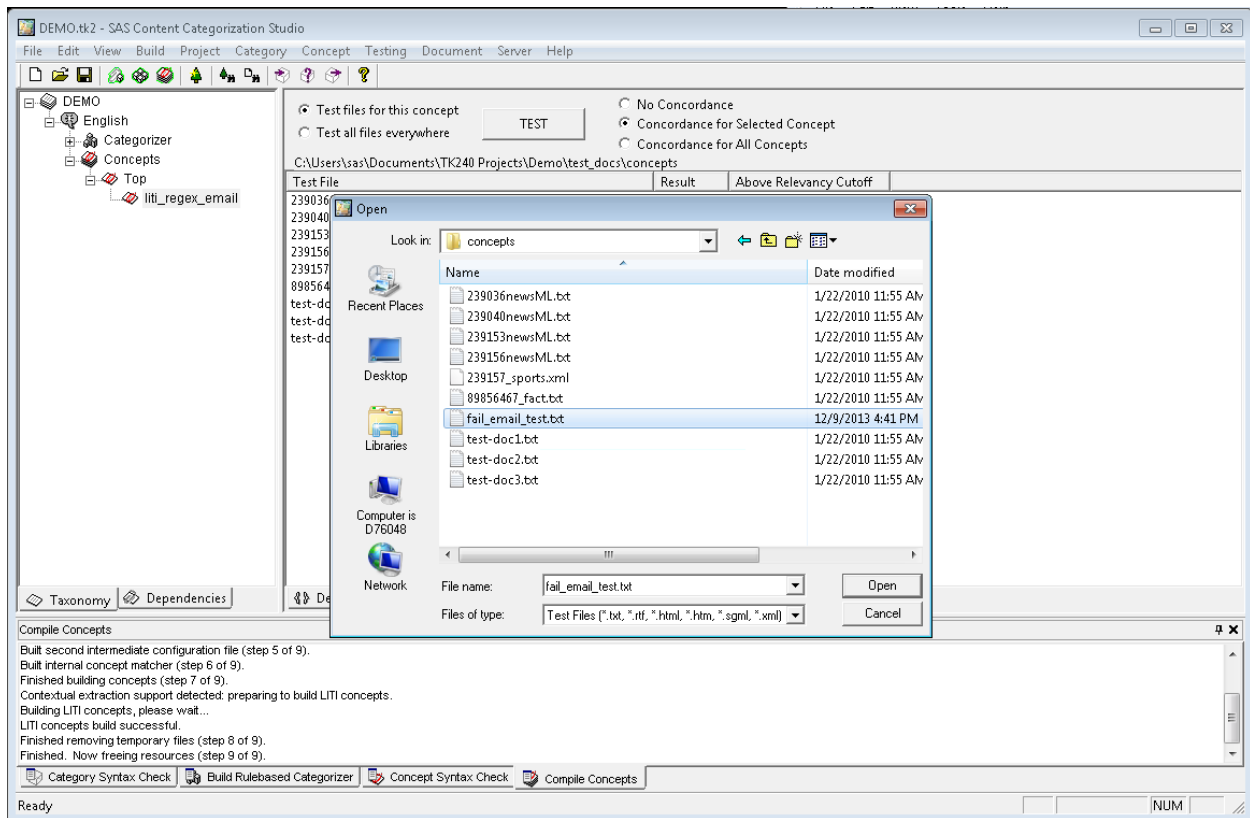 DEMO.tk2 - SAS Content Categorization Studio
File Edit View Build Project Category Concept Testing Document Server Help
DEMO
English
Categorizer
Concepts
Top
liti_regex_email
Test files for this concept
Test all files everywhere
TEST
No Concordance
Concordance for Selected Concept
Concordance for All Concepts
C:\Users\sas\Documents\TK240 Projects\Demo\test_docs\concepts
Test File Result Above Relevancy Cutoff
239036
239040
239153
239156
239157
898564
test-do
test-do
test-do
Open
Look in: concepts
Recent Places
Desktop
Libraries
Computer is
D76048
Network
Name Date modified
239036newsML.txt 1/22/2010 11:55 AM
239040newsML.txt 1/22/2010 11:55 AM
239153newsML.txt 1/22/2010 11:55 AM
239156newsML.txt 1/22/2010 11:55 AM
239157_sports.xml 1/22/2010 11:55 AM
89856467_fact.txt 1/22/2010 11:55 AM
fail_email_test.txt 12/9/2013 4:41 PM
test-doc1.txt 1/22/2010 11:55 AM
test-doc2.txt 1/22/2010 11:55 AM
test-doc3.txt 1/22/2010 11:55 AM
File name: fail_email_test.txt Open
Files of type: Test Files (*.txt, *.rtf, *.html, *.htm, *.sgml, *.xml) Cancel
Taxonomy Dependencies
De
Compile Concepts
Built second intermediate configuration file (step 5 of 9).
Built internal concept matcher (step 6 of 9).
Finished building concepts (step 7 of 9).
Contextual extraction support detected: preparing to build LITI concepts.
Building LITI concepts, please wait...
LITI concepts build successful.
Finished removing temporary files (step 8 of 9).
Finished. Now freeing resources (step 9 of 9).
Category Syntax Check Build Rulebased Categorizer Concept Syntax Check Compile Concepts
Ready NUM